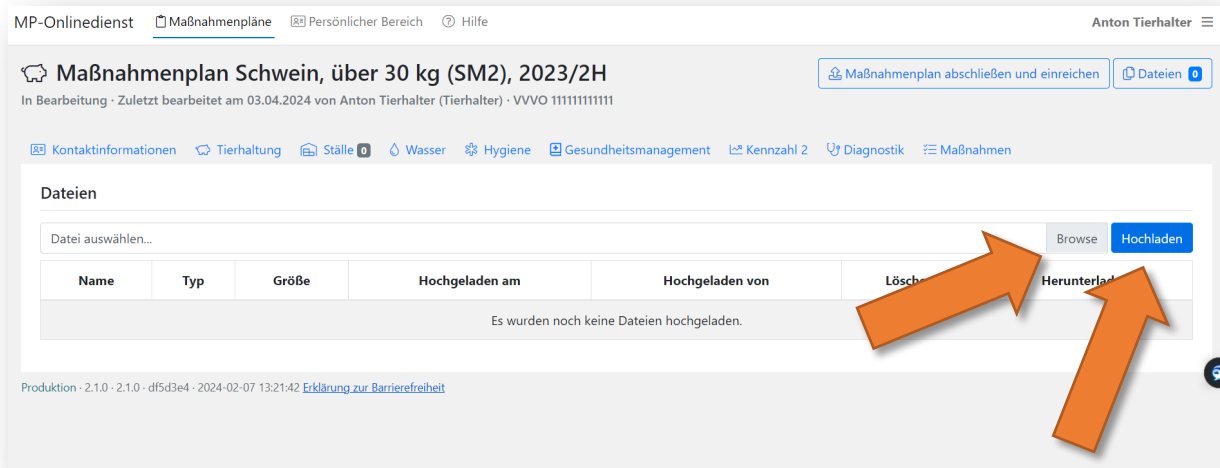 MP-Onlinedienst Maßnahmenpläne Persönlicher Bereich Hilfe Anton Tierhalter
Maßnahmenplan Schwein, über 30 kg (SM2), 2023/2H Maßnahmenplan abschließen und einreichen Dateien 0
In Bearbeitung · Zuletzt bearbeitet am 03.04.2024 von Anton Tierhalter (Tierhalter) · VVVO 111111111111
Kontaktinformationen Tierhaltung Ställe 0 Wasser Hygiene Gesundheitsmanagement Kennzahl 2 Diagnostik Maßnahmen
Dateien
Datei auswählen... Browse Hochladen
Name Typ Größe Hochgeladen am Hochgeladen von
Es wurden noch keine Dateien hochgeladen.
Produktion · 2.1.0 · 2.1.0 · df5d3e4 · 2024-02-07 13:21:42 Erklärung zur Barrierefreiheit